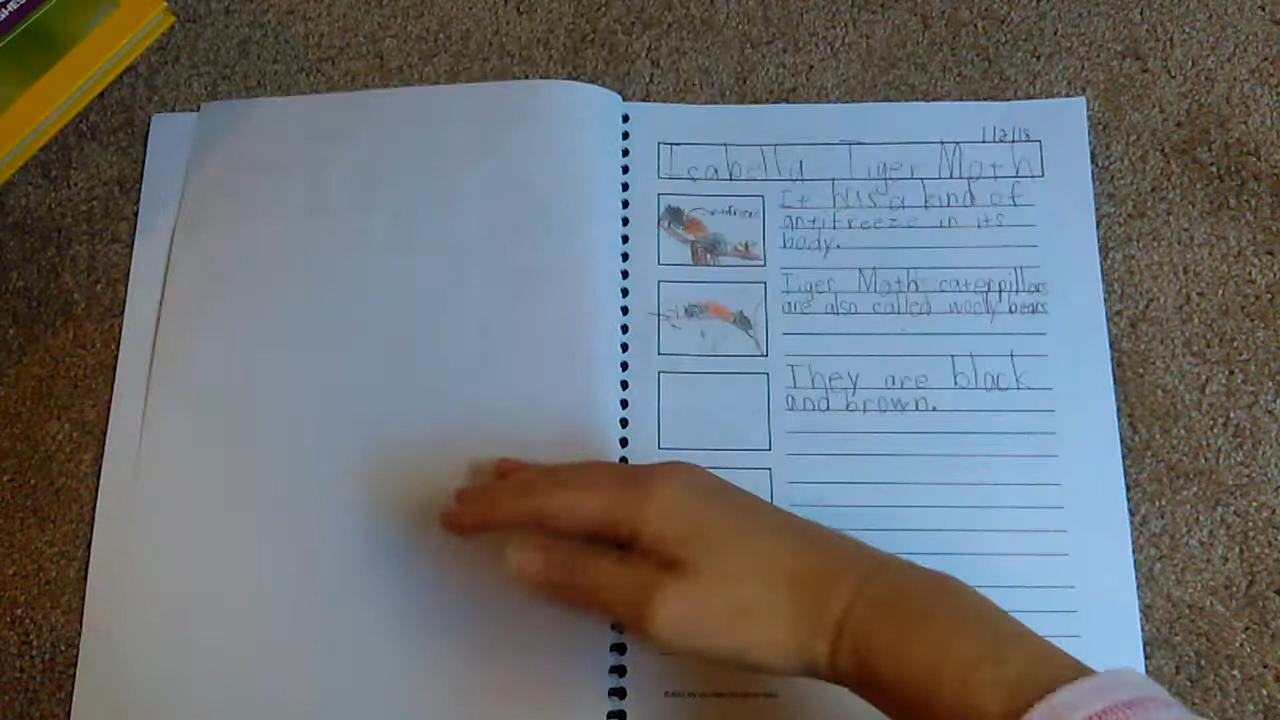 1/2/18
Isabella Tiger Moth
It has a kind of
antifreeze in its
body.
Tiger Moth caterpillars
are also called wooly bears
They are black
and brown.